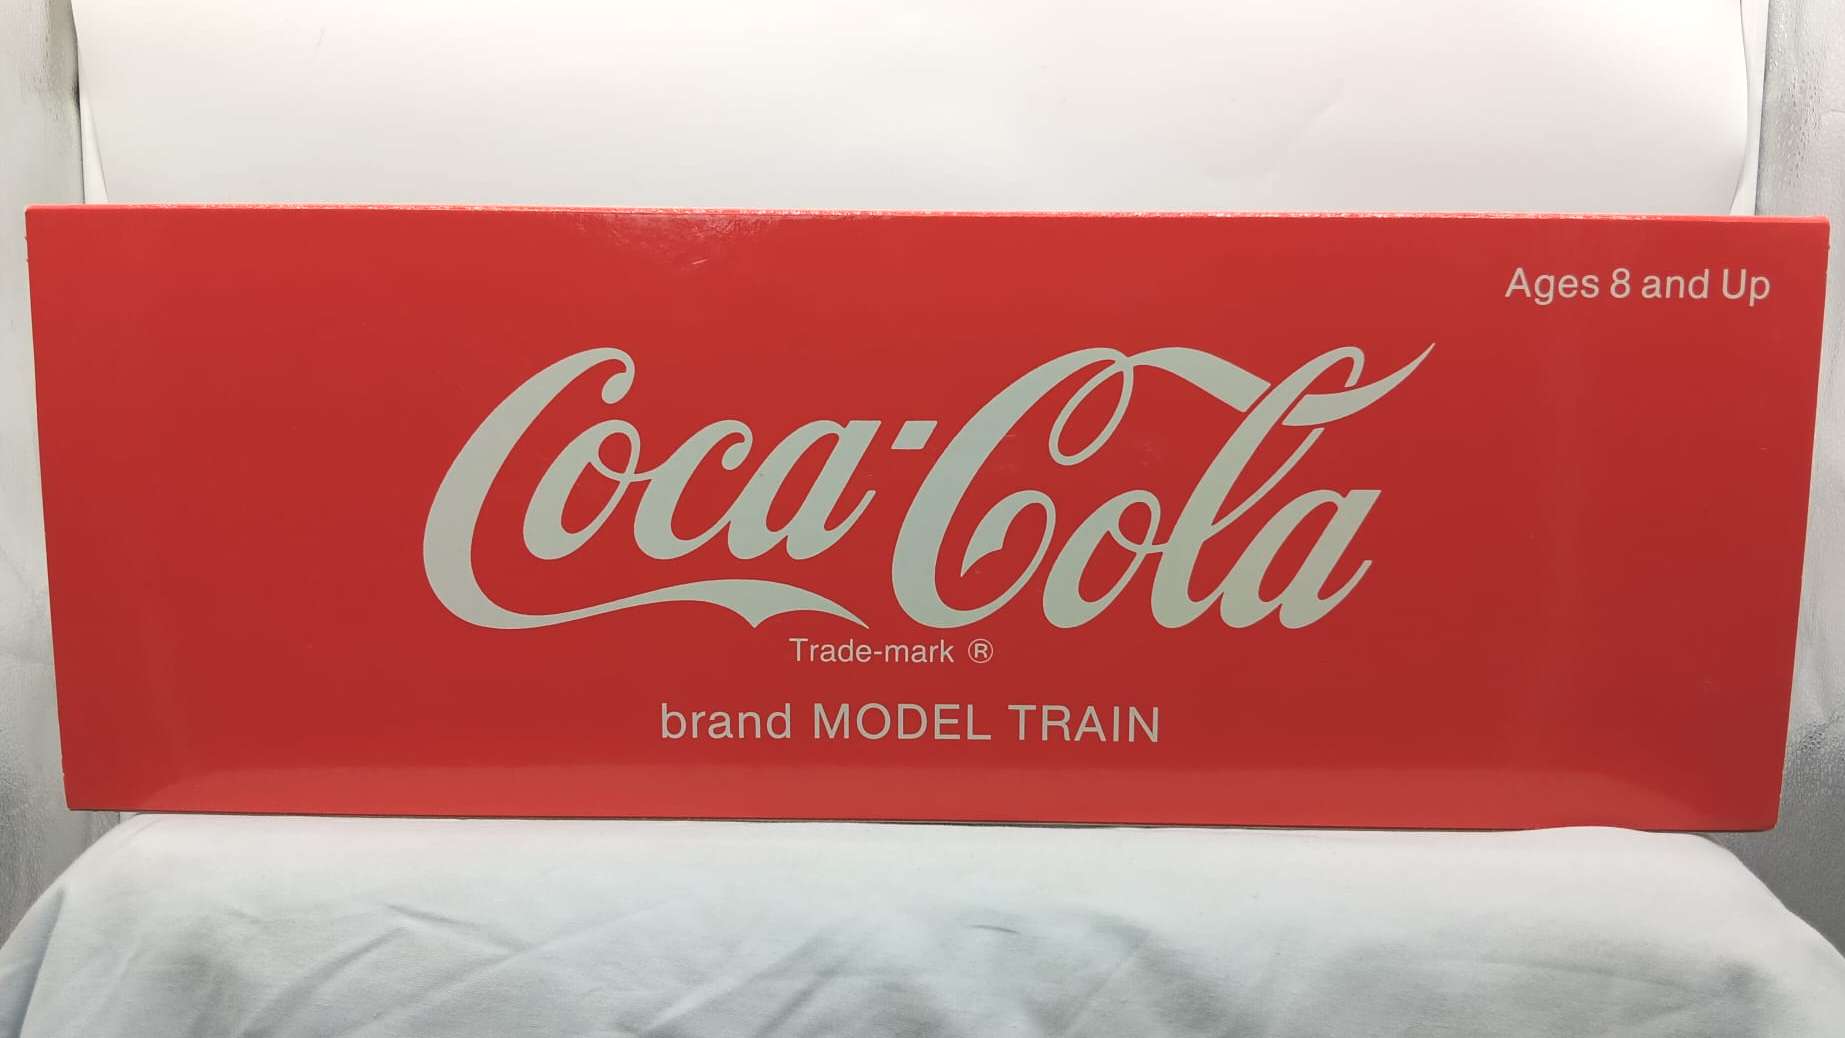 Ages 8 and Up
Coca-Cola
Trade-mark ®
brand MODEL TRAIN